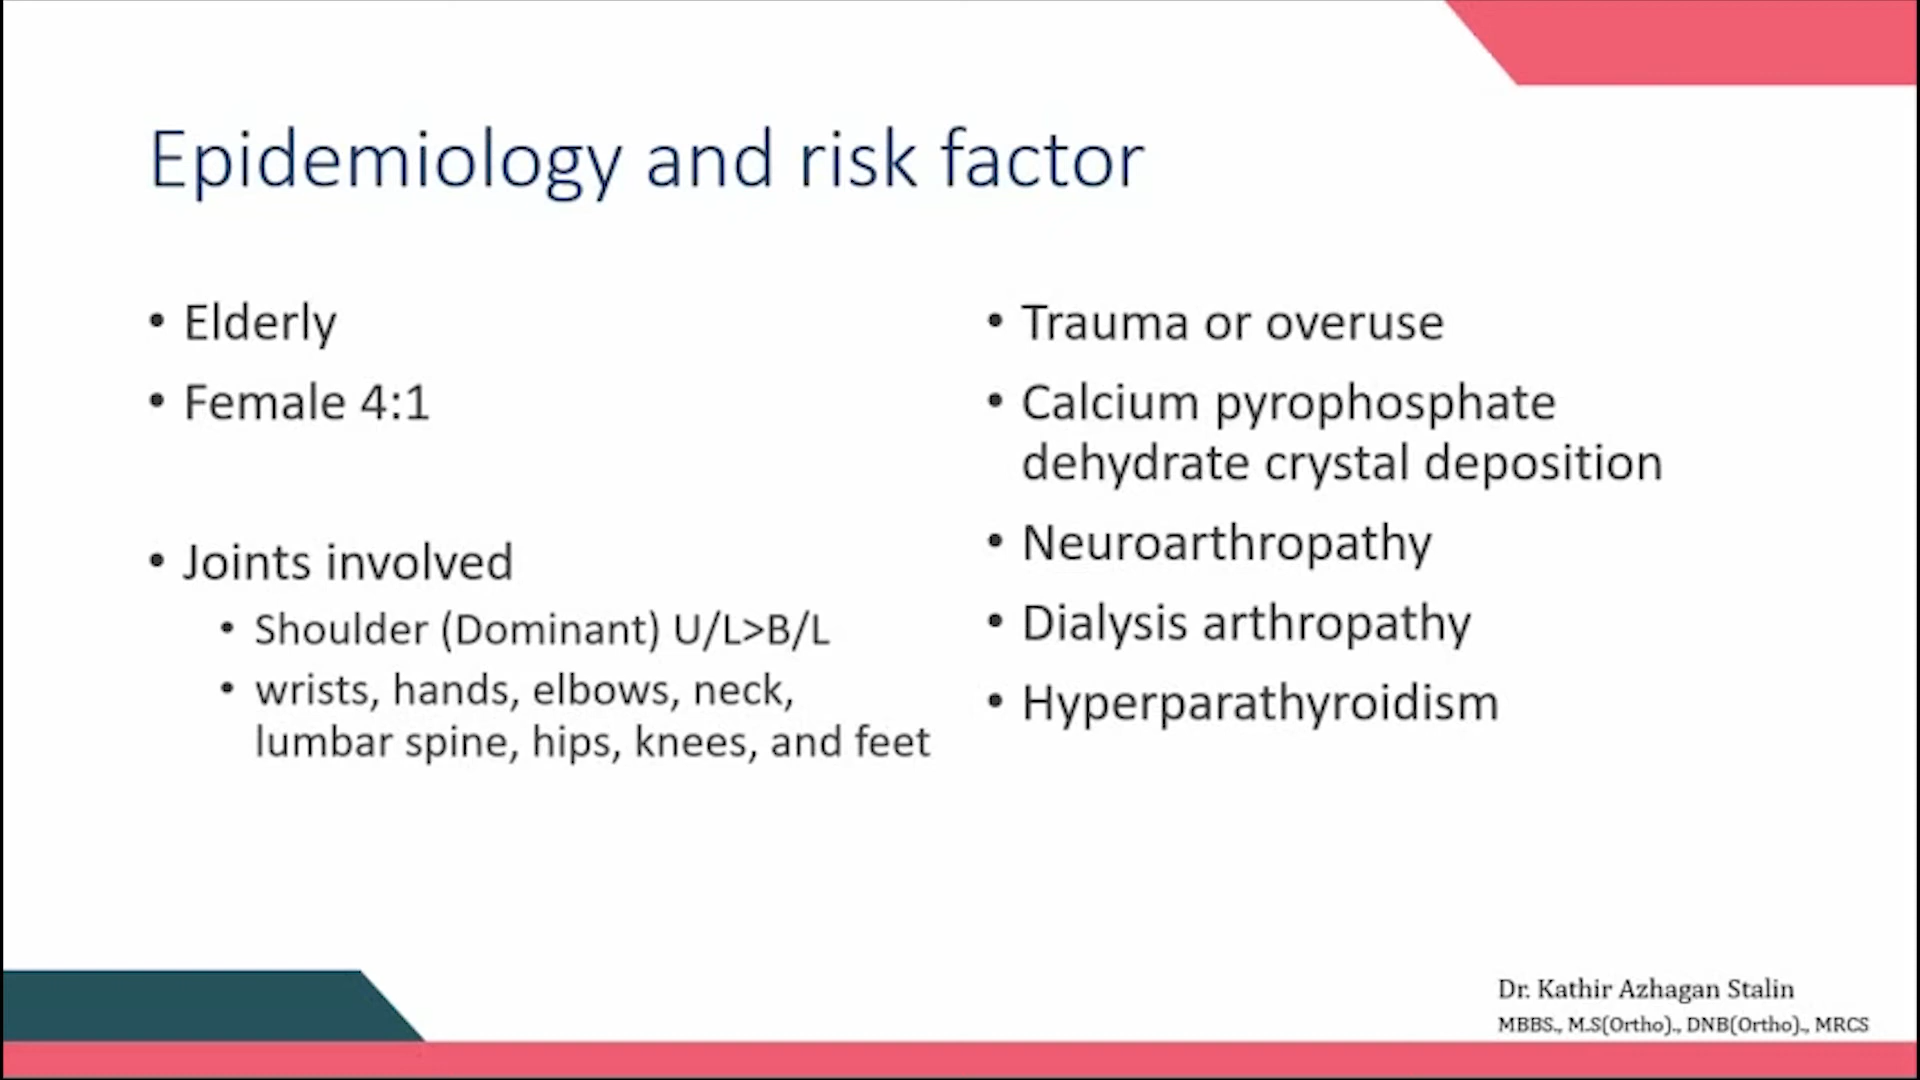 Epidemiology and risk factor
• Elderly
• Female 4:1
• Joints involved
• Shoulder (Dominant) U/L>B/L
• wrists, hands, elbows, neck,
lumbar spine, hips, knees, and feet
• Trauma or overuse
• Calcium pyrophosphate
dehydrate crystal deposition
• Neuroarthropathy
• Dialysis arthropathy
• Hyperparathyroidism
Dr. Kathir Azhagan Stalin
MBBS., M.S(Ortho)., DNB(Ortho)., MRCS